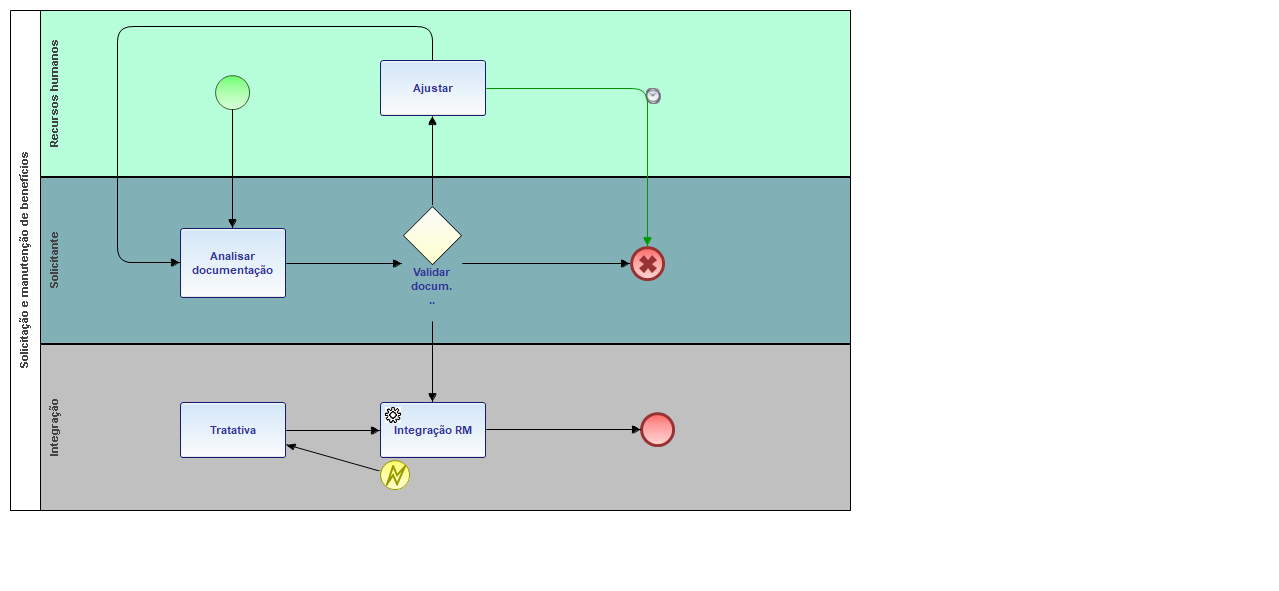 Solicitação e manutenção de benefícios
Recursos humanos
Ajustar
Solicitante
Analisar
documentação
Validar
docum.
..
Integração
Tratativa
Integração RM